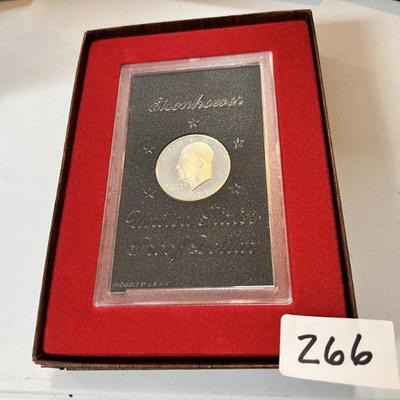 Eisenhower
United States
Proof Dollar
266